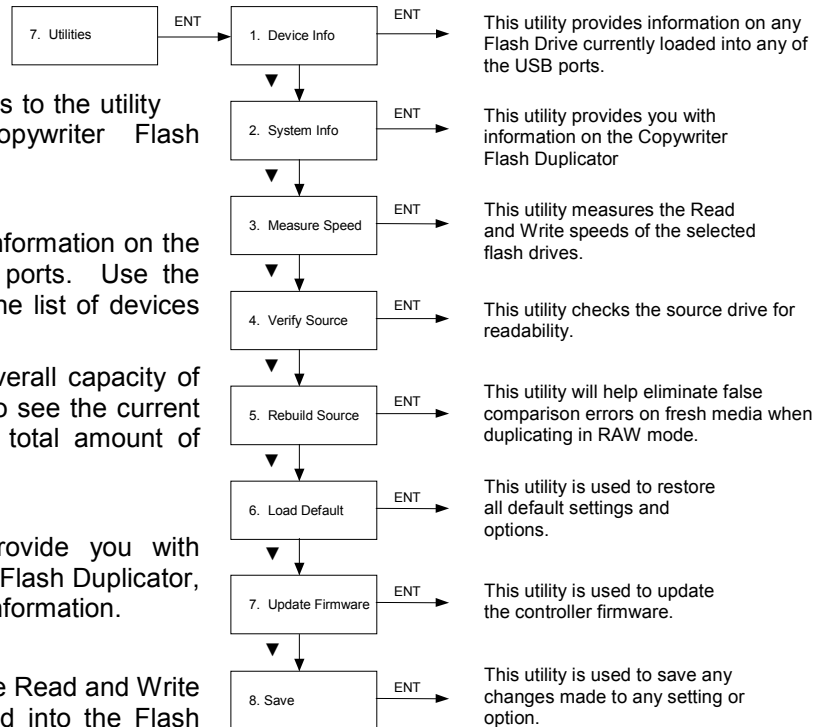 7. Utilities
ENT
1. Device Info
ENT
This utility provides information on any
Flash Drive currently loaded into any of
the USB ports.
s to the utility
opywriter Flash
2. System Info
ENT
This utility provides you with
information on the Copywriter
Flash Duplicator
nformation on the
ports. Use the
he list of devices
3. Measure Speed
ENT
This utility measures the Read
and Write speeds of the selected
flash drives.
4. Verify Source
ENT
This utility checks the source drive for
readability.
verall capacity of
o see the current
total amount of
5. Rebuild Source
ENT
This utility will help eliminate false
comparison errors on fresh media when
duplicating in RAW mode.
6. Load Default
ENT
This utility is used to restore
all default settings and
options.
rovide you with
Flash Duplicator,
nformation.
7. Update Firmware
ENT
This utility is used to update
the controller firmware.
e Read and Write
d into the Flash
8. Save
ENT
This utility is used to save any
changes made to any setting or
option.